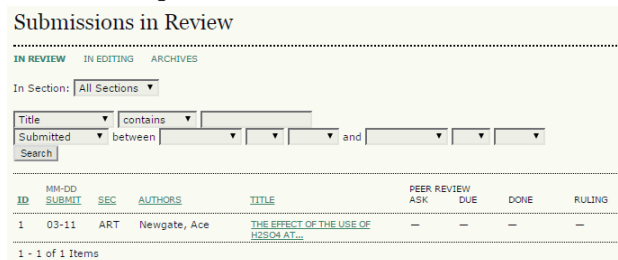 Submissions in Review
IN REVIEW IN EDITING ARCHIVES
In Section: All Sections
Title contains
Submitted between and
Search
MM-DD PEER REVIEW
ID SUBMIT SEC AUTHORS TITLE ASK DUE DONE RULING
1 03-11 ART Newgate, Ace THE EFFECT OF THE USE OF — — — —
H2SO4 AT...
1 - 1 of 1 Items